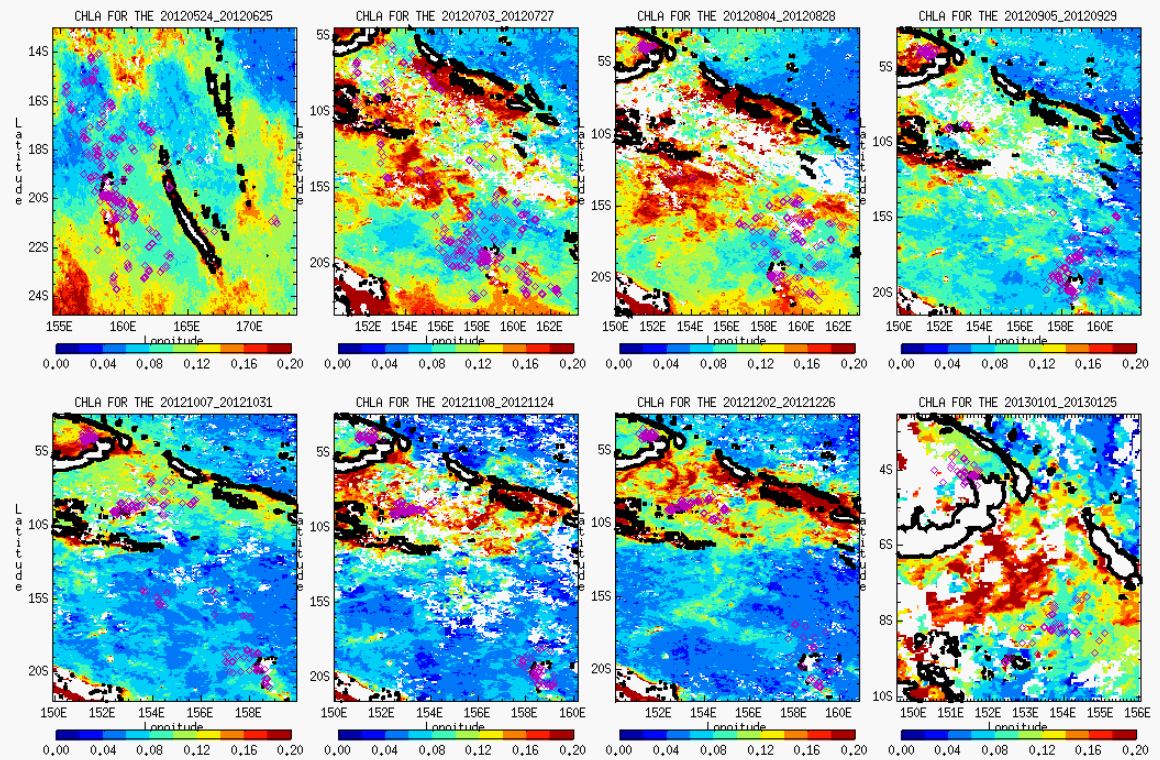 CHLA FOR THE 20120524_20120625
14S
16S
18S
20S
22S
24S
Latitude
155E 160E 165E 170E
Longitude
0.00 0.04 0.08 0.12 0.16 0.20
CHLA FOR THE 20120703_20120727
5S
10S
15S
20S
Latitude
152E 154E 156E 158E 160E 162E
Longitude
0.00 0.04 0.08 0.12 0.16 0.20
CHLA FOR THE 20120804_20120828
5S
10S
15S
20S
Latitude
150E 152E 154E 156E 158E 160E 162E
Longitude
0.00 0.04 0.08 0.12 0.16 0.20
CHLA FOR THE 20120905_20120929
5S
10S
15S
20S
Latitude
150E 152E 154E 156E 158E 160E
Longitude
0.00 0.04 0.08 0.12 0.16 0.20
CHLA FOR THE 20121007_20121031
5S
10S
15S
20S
Latitude
150E 152E 154E 156E 158E
Longitude
0.00 0.04 0.08 0.12 0.16 0.20
CHLA FOR THE 20121108_20121124
5S
10S
15S
20S
Latitude
150E 152E 154E 156E 158E 160E
Longitude
0.00 0.04 0.08 0.12 0.16 0.20
CHLA FOR THE 20121202_20121226
5S
10S
15S
20S
Latitude
152E 154E 156E 158E 160E
Longitude
0.00 0.04 0.08 0.12 0.16 0.20
CHLA FOR THE 20130101_20130125
4S
6S
8S
10S
150E 151E 152E 153E 154E 155E 156E
Longitude
0.00 0.04 0.08 0.12 0.16 0.20